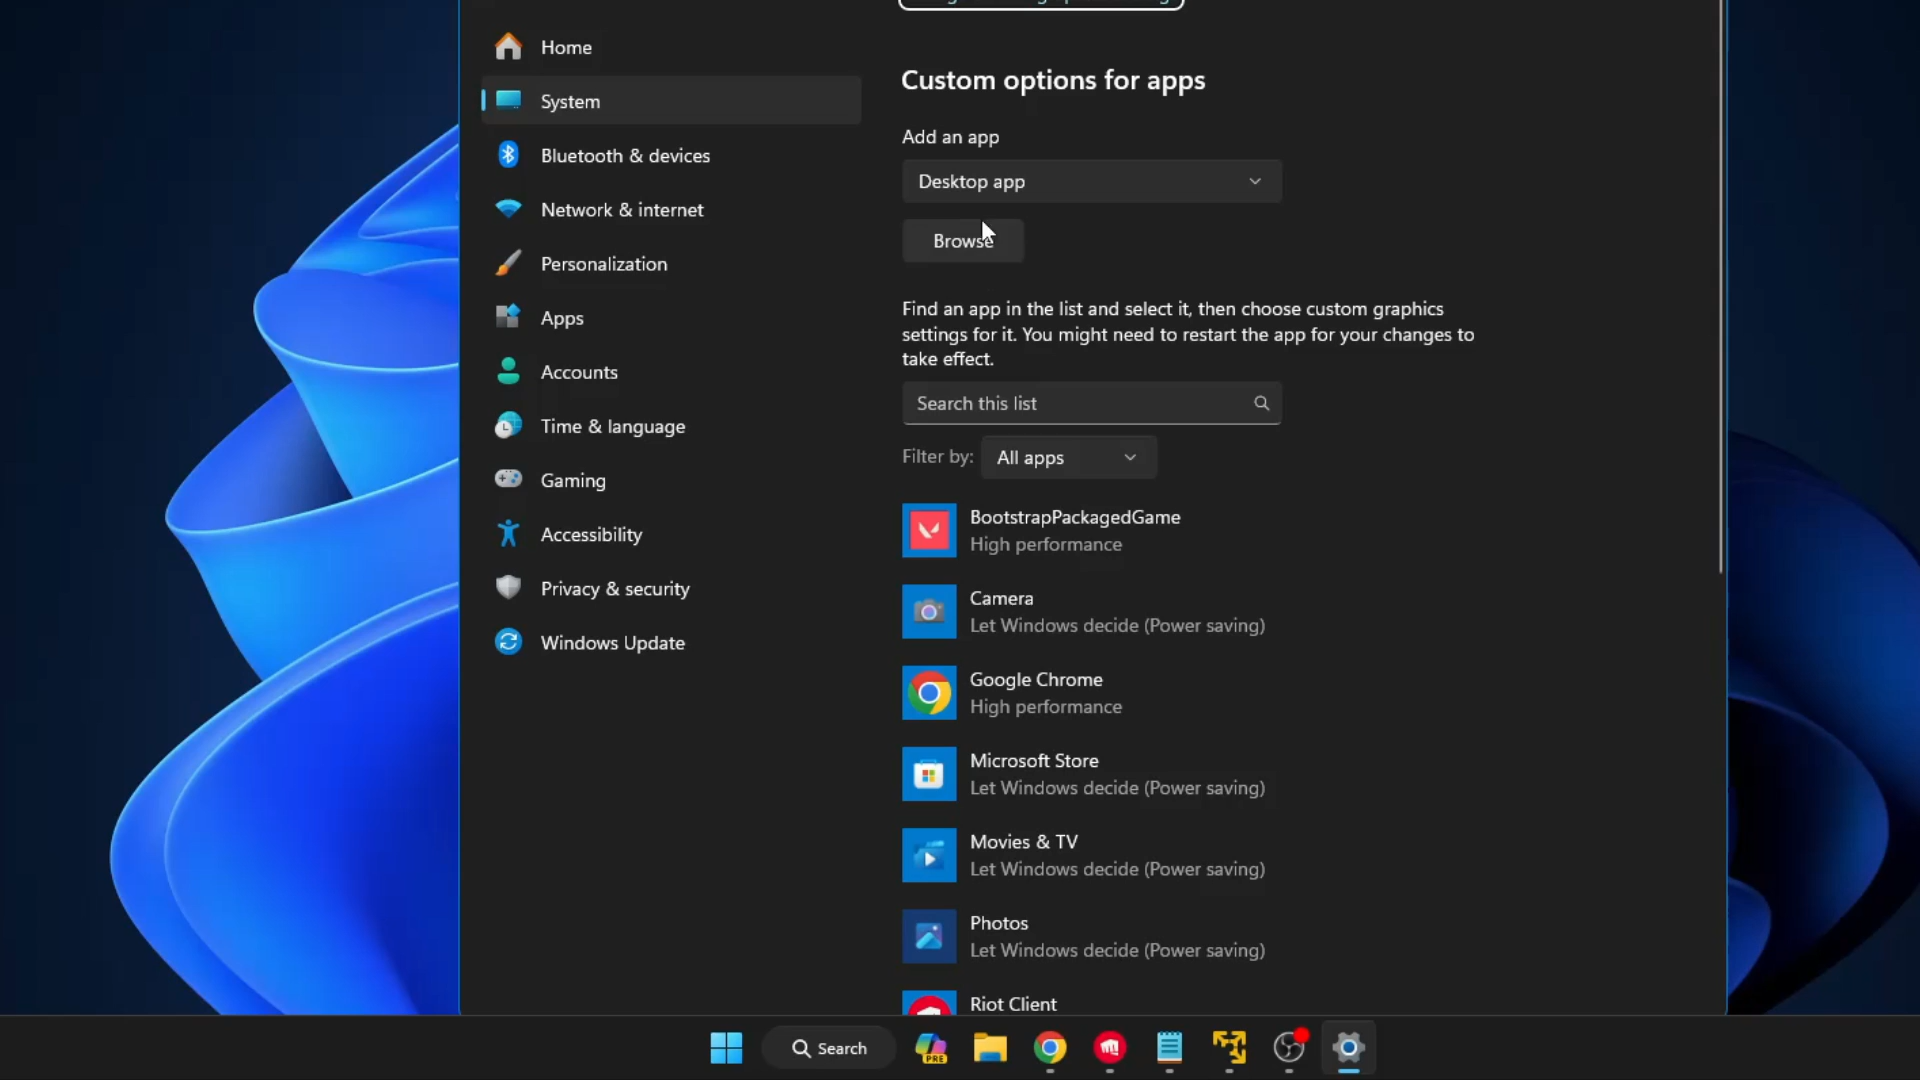 Home
System
Bluetooth & devices
Network & internet
Personalization
Apps
Accounts
Time & language
Gaming
Accessibility
Privacy & security
Windows Update
Custom options for apps
Add an app
Desktop app
Browse
Find an app in the list and select it, then choose custom graphics
settings for it. You might need to restart the app for your changes to
take effect.
Search this list
Filter by: All apps
BootstrapPackagedGame
High performance
Camera
Let Windows decide (Power saving)
Google Chrome
High performance
Microsoft Store
Let Windows decide (Power saving)
Movies & TV
Let Windows decide (Power saving)
Photos
Let Windows decide (Power saving)
Riot Client
Search
PRE